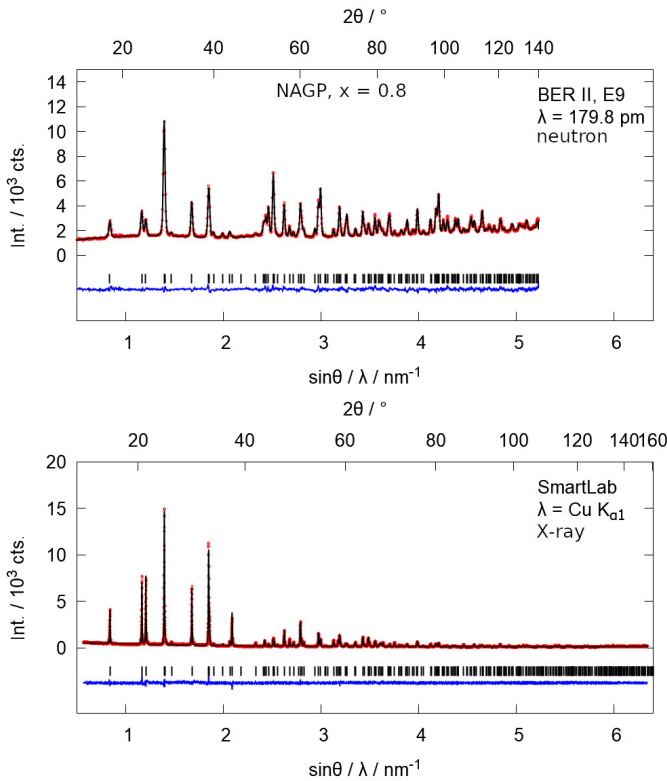 2θ / °
20 40 60 80 100 120 140
14
12
10
8
6
4
2
0
Int. / 10³ cts.
NAGP, x = 0.8
BER II, E9
λ = 179.8 pm
neutron
1 2 3 4 5 6
sinθ / λ / nm⁻¹
2θ / °
20 40 60 80 100 120 140 160
20
15
10
5
0
Int. / 10³ cts.
SmartLab
λ = Cu Kα1
X-ray
1 2 3 4 5 6
sinθ / λ / nm⁻¹